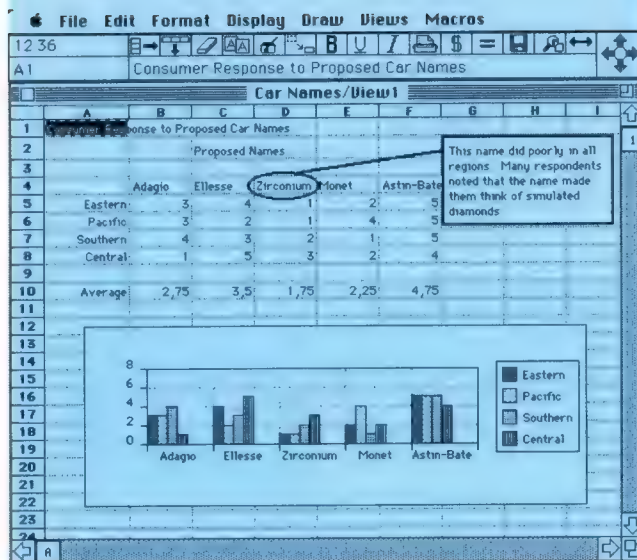 File Edit Format Display Draw Views Macros
12 36 B U I $ =
A1 Consumer Response to Proposed Car Names
Car Names/View1
A B C D E F G H I
1 Consumer Response to Proposed Car Names
2 Proposed Names
3
4 Adagio Ellesse Zirconium Monet Astin-Bate
5 Eastern 3 4 1 2 5
6 Pacific 3 2 1 4 5
7 Southern 4 3 2 1 5
8 Central 1 5 3 2 4
9
10 Average 2,75 3,5 1,75 2,25 4,75
11
This name did poorly in all
regions. Many respondents
noted that the name made
them think of simulated
diamonds
1
12
13
14
15
16
17
18
19
20
21
22
23
24
8
6
4
2
0
Adagio Ellesse Zirconium Monet Astin-Bate
Eastern
Pacific
Southern
Central
A